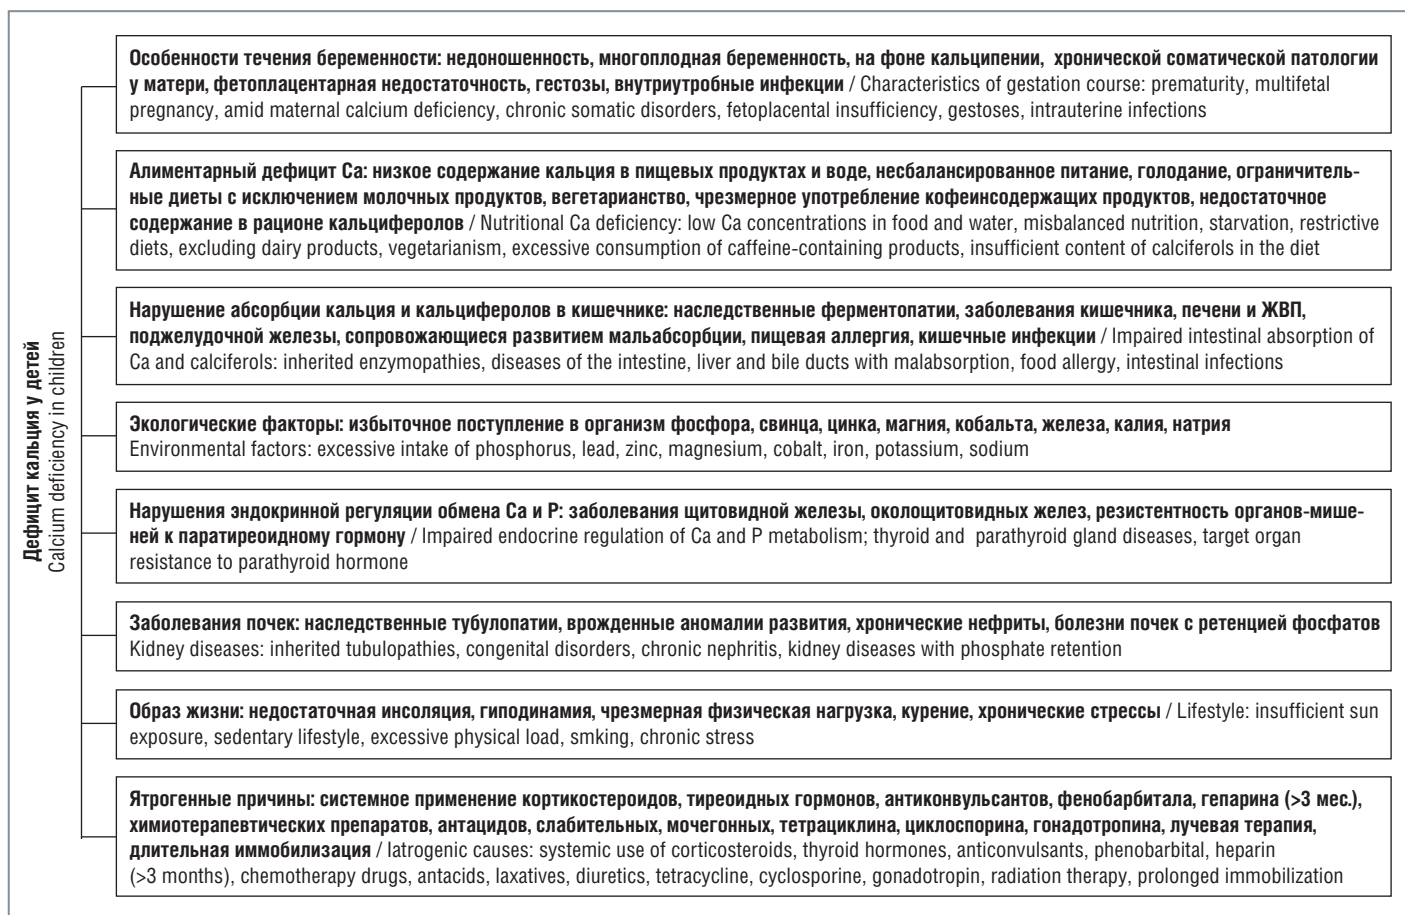 Дефицит кальция у детей
Calcium deficiency in children
Особенности течения беременности: недоношенность, многоплодная беременность, на фоне кальципении, хронической соматической патологии
у матери, фетоплацентарная недостаточность, гестозы, внутриутробные инфекции / Characteristics of gestation course: prematurity, multifetal
pregnancy, amid maternal calcium deficiency, chronic somatic disorders, fetoplacental insufficiency, gestoses, intrauterine infections
Алиментарный дефицит Ca: низкое содержание кальция в пищевых продуктах и воде, несбалансированное питание, голодание, ограничитель-
ные диеты с исключением молочных продуктов, вегетарианство, чрезмерное употребление кофеинсодержащих продуктов, недостаточное
содержание в рационе кальциферолов / Nutritional Ca deficiency: low Ca concentrations in food and water, misbalanced nutrition, starvation, restrictive
diets, excluding dairy products, vegetarianism, excessive consumption of caffeine-containing products, insufficient content of calciferols in the diet
Нарушение абсорбции кальция и кальциферолов в кишечнике: наследственные ферментопатии, заболевания кишечника, печени и ЖВП,
поджелудочной железы, сопровожающиеся развитием мальабсорбции, пищевая аллергия, кишечные инфекции / Impaired intestinal absorption of
Ca and calciferols: inherited enzymopathies, diseases of the intestine, liver and bile ducts with malabsorption, food allergy, intestinal infections
Экологические факторы: избыточное поступление в организм фосфора, свинца, цинка, магния, кобальта, железа, калия, натрия
Environmental factors: excessive intake of phosphorus, lead, zinc, magnesium, cobalt, iron, potassium, sodium
Нарушения эндокринной регуляции обмена Ca и P: заболевания щитовидной железы, околощитовидных желез, резистентность органов-мише-
ней к паратиреоидному гормону / Impaired endocrine regulation of Ca and P metabolism; thyroid and parathyroid gland diseases, target organ
resistance to parathyroid hormone
Заболевания почек: наследственные тубулопатии, врожденные аномалии развития, хронические нефриты, болезни почек с ретенцией фосфатов
Kidney diseases: inherited tubulopathies, congenital disorders, chronic nephritis, kidney diseases with phosphate retention
Образ жизни: недостаточная инсоляция, гиподинамия, чрезмерная физическая нагрузка, курение, хронические стрессы / Lifestyle: insufficient sun
exposure, sedentary lifestyle, excessive physical load, smking, chronic stress
Ятрогенные причины: системное применение кортикостероидов, тиреоидных гормонов, антиконвульсантов, фенобарбитала, гепарина (>3 мес.),
химиотерапевтических препаратов, антацидов, слабительных, мочегонных, тетрациклина, циклоспорина, гонадотропина, лучевая терапия,
длительная иммобилизация / Iatrogenic causes: systemic use of corticosteroids, thyroid hormones, anticonvulsants, phenobarbital, heparin
(>3 months), chemotherapy drugs, antacids, laxatives, diuretics, tetracycline, cyclosporine, gonadotropin, radiation therapy, prolonged immobilization